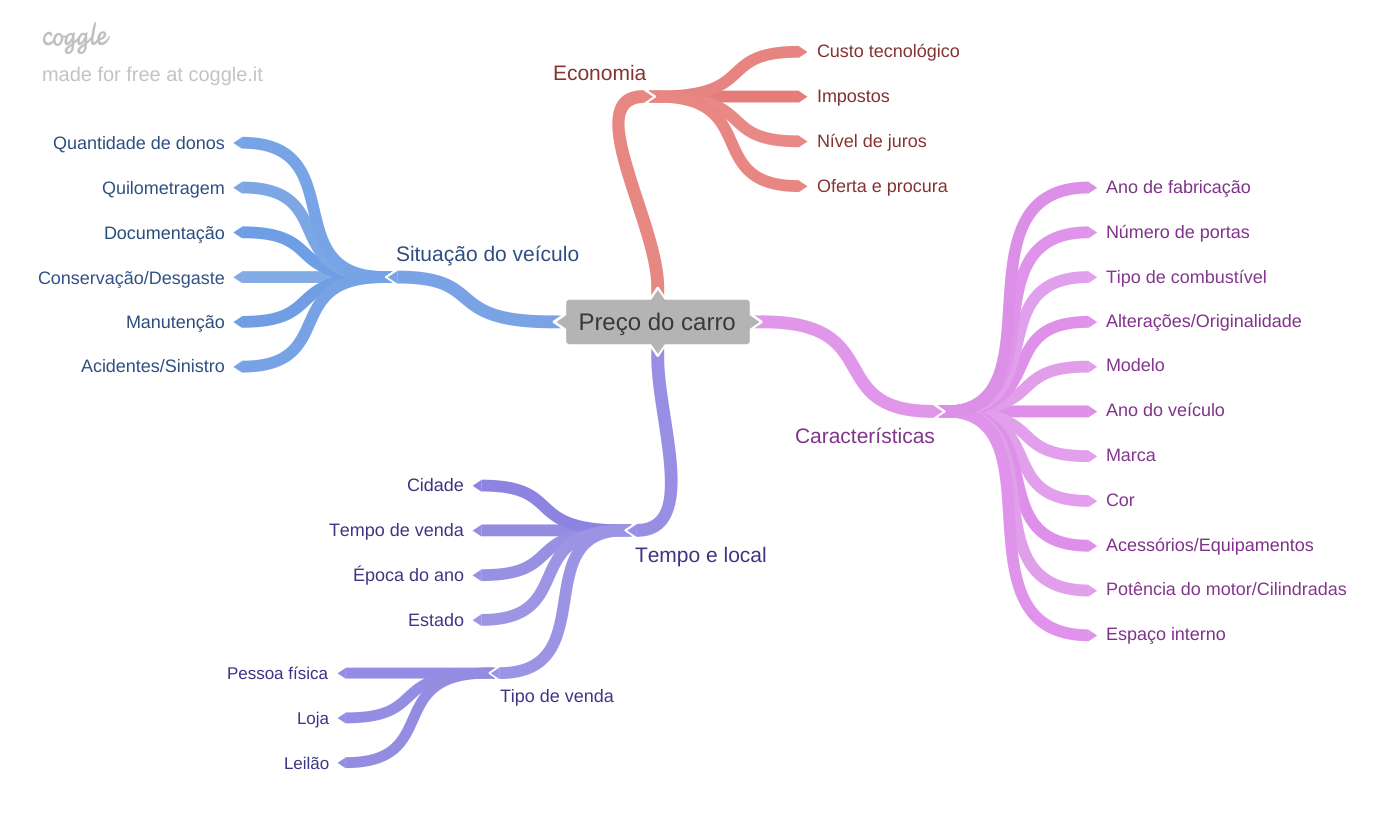 coggle
made for free at coggle.it
Economia
Custo tecnológico
Impostos
Nível de juros
Oferta e procura
Quantidade de donos
Quilometragem
Documentação
Conservação/Desgaste
Manutenção
Acidentes/Sinistro
Situação do veículo
Preço do carro
Ano de fabricação
Número de portas
Tipo de combustível
Alterações/Originalidade
Modelo
Ano do veículo
Marca
Cor
Acessórios/Equipamentos
Potência do motor/Cilindradas
Espaço interno
Características
Cidade
Tempo de venda
Época do ano
Estado
Tempo e local
Pessoa física
Loja
Leilão
Tipo de venda